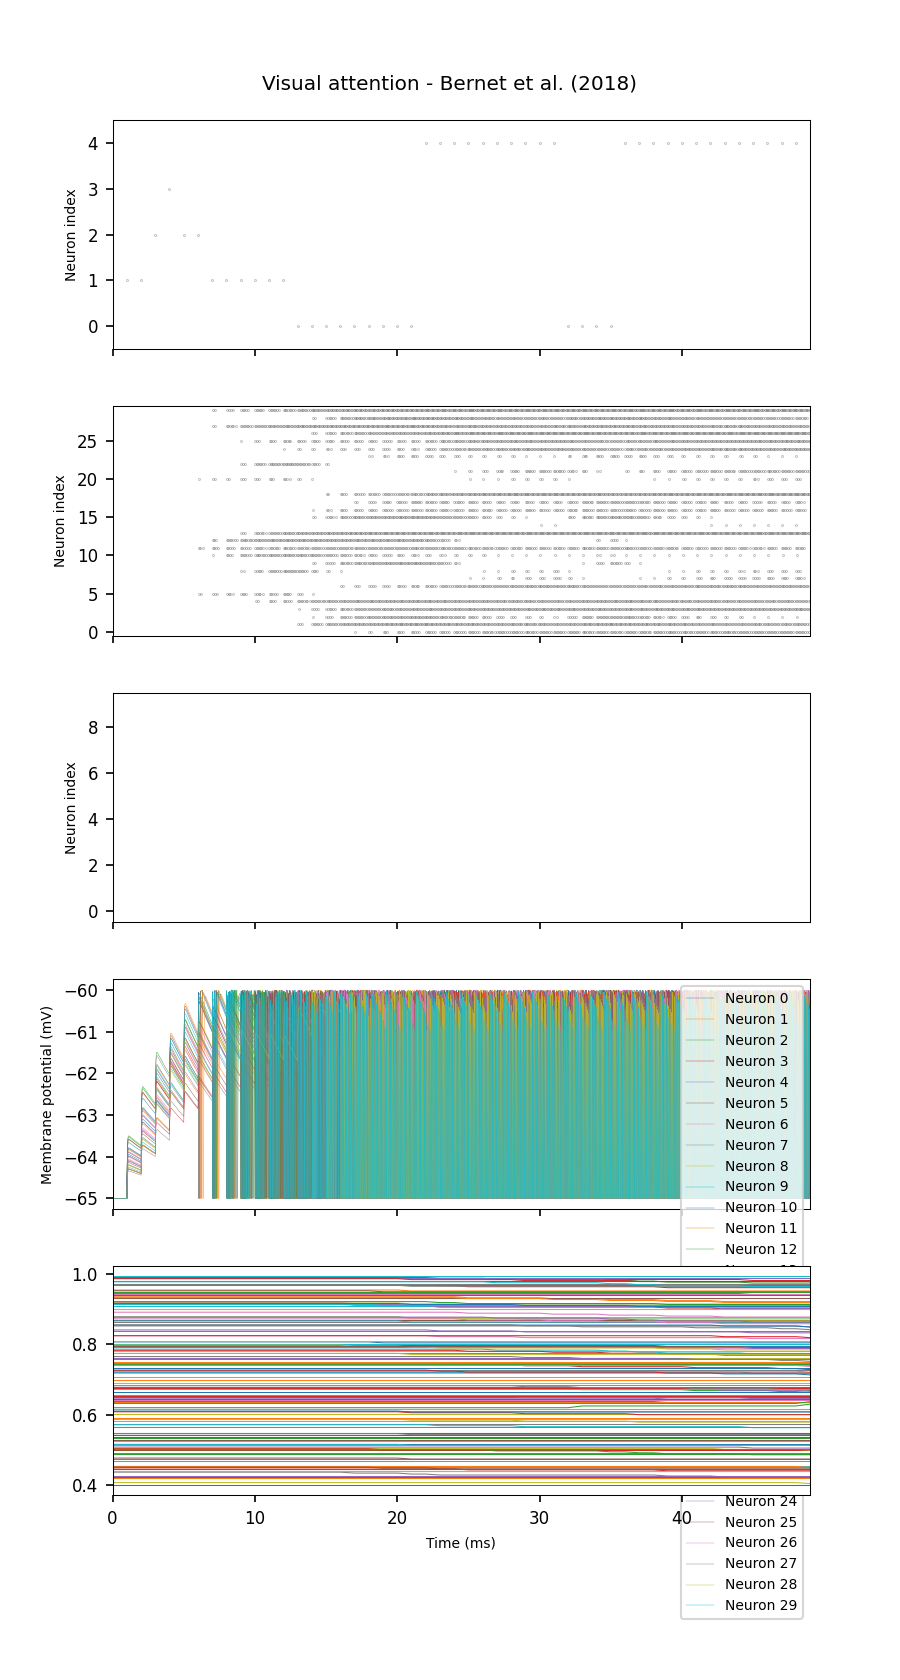 Visual attention - Bernet et al. (2018)
4
3
2
1
0
Neuron index
25
20
15
10
5
0
Neuron index
8
6
4
2
0
Neuron index
−60
−61
−62
−63
−64
−65
Membrane potential (mV)
Neuron 0
Neuron 1
Neuron 2
Neuron 3
Neuron 4
Neuron 5
Neuron 6
Neuron 7
Neuron 8
Neuron 9
Neuron 10
Neuron 11
Neuron 12
1.0
0.8
0.6
0.4
0 10 20 30 40
Time (ms)
Neuron 24
Neuron 25
Neuron 26
Neuron 27
Neuron 28
Neuron 29